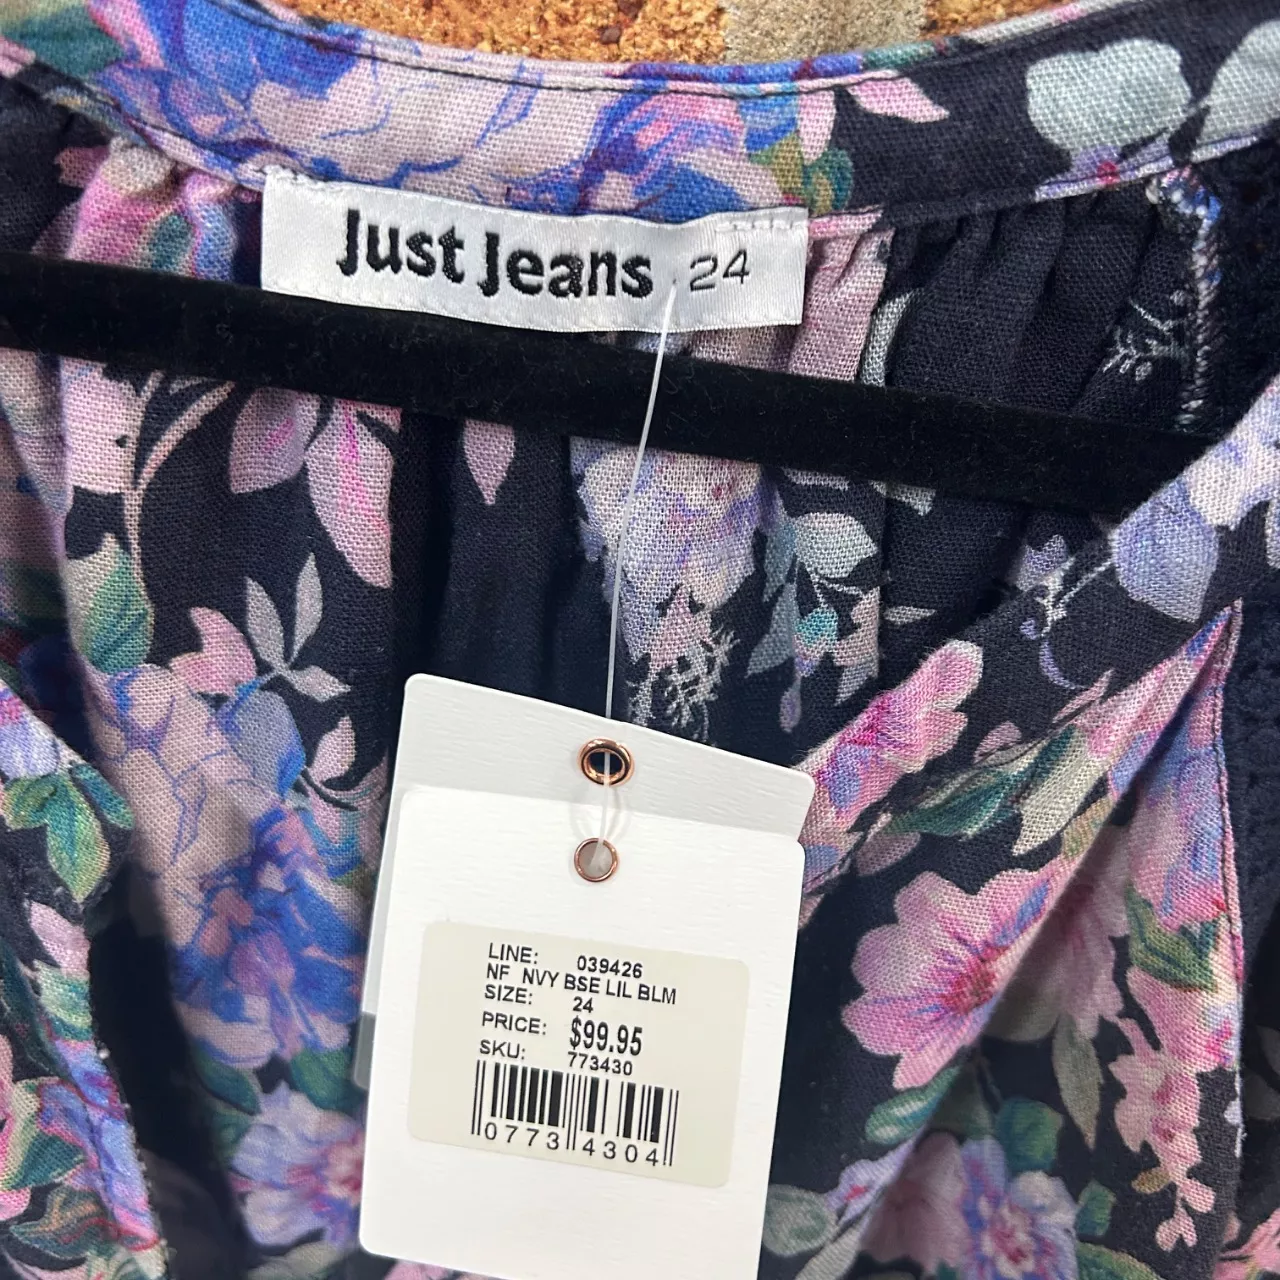 Just Jeans 24
LINE: 039426
NF NVY BSE LIL BLM
SIZE: 24
PRICE: $99.95
SKU: 773430
0773 4304